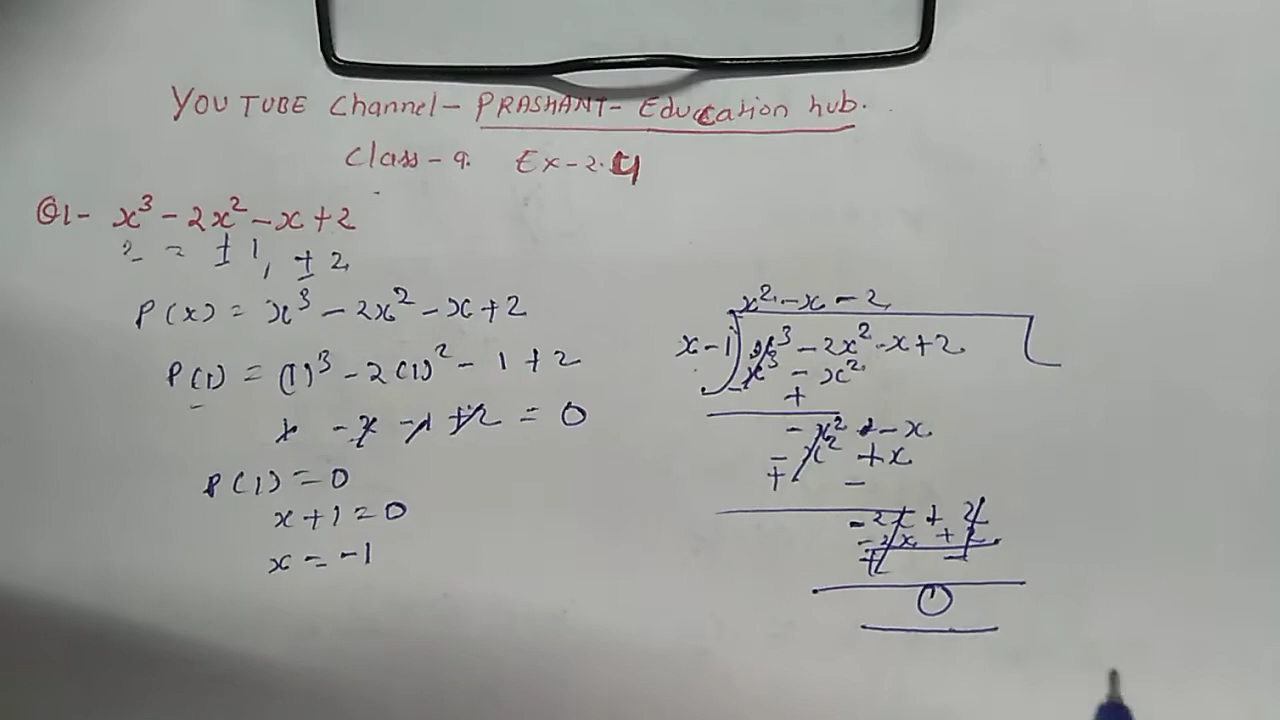 YOUTUBE Channel- PRASHANT- Education hub.
Class-9. Ex-2.4
Q1- x³ - 2x² - x + 2
2 = ±1, ±2
P(x) = x³ - 2x² - x + 2
P(1) = (1)³ - 2(1)² - 1 + 2
1 - 2 - 1 + 2 = 0
P(1) = 0
x + 1 = 0
x = -1
x² - x - 2
x-1) x³ - 2x² - x + 2
x³ - x²
- +
- x² - x
- x² + x
+ -
- 2x + 2
- 2x + 2
+ -
0